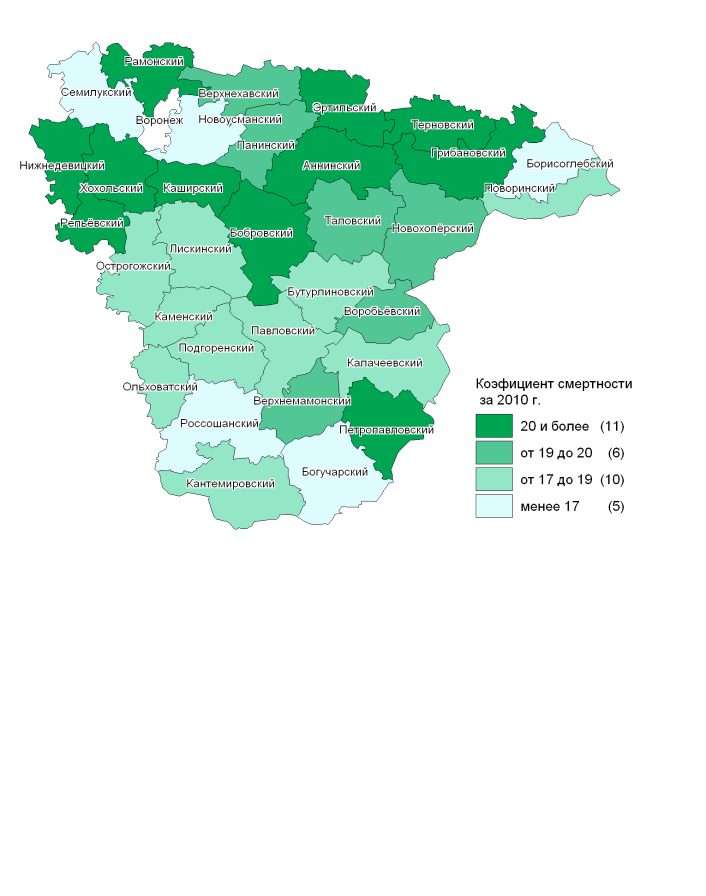 Рамонский
Семилукский
Верхнехавский
Эртильский
Воронеж
Новоусманский
Терновский
Панинский
Грибановский
Нижнедевицкий
Аннинский
Борисоглебский
Хохольский
Каширский
Поворинский
Репьёвский
Бобровский
Таловский
Новохопёрский
Лискинский
Острогожский
Бутурлиновский
Каменский
Воробьёвский
Павловский
Подгоренский
Калачеевский
Ольховатский
Верхнемамонский
Россошанский
Петропавловский
Богучарский
Кантемировский
Коэфициент смертности
за 2010 г.
20 и более (11)
от 19 до 20 (6)
от 17 до 19 (10)
менее 17 (5)